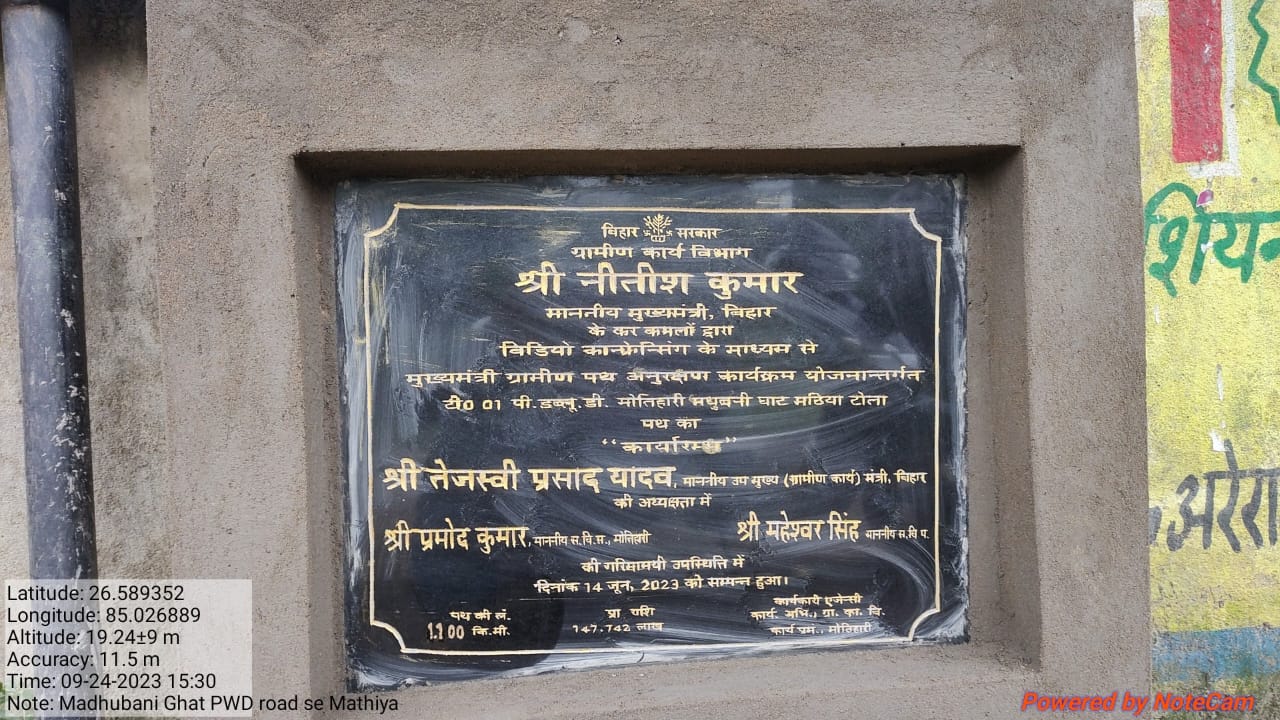 बिहार सरकार
ग्रामीण कार्य विभाग
श्री नीतीश कुमार
माननीय मुख्यमंत्री, बिहार
के कर कमलों द्वारा
विडियो कान्फ्रेन्सिंग के माध्यम से
मुख्यमंत्री ग्रामीण पथ अनुरक्षण कार्यक्रम योजनान्तर्गत
टी0 01 पी.डब्लू.डी. मोतिहारी मधुबनी घाट मठिया टोला
पथ का
“कार्यारम्भ”
श्री तेजस्वी प्रसाद यादव, माननीय उप मुख्य (ग्रामीण कार्य) मंत्री, बिहार
की अध्यक्षता में
श्री प्रमोद कुमार, माननीय स.वि.स., मोतिहारी श्री महेश्वर सिंह माननीय स.वि प.
की गरिमामयी उपस्थिति में
दिनांक 14 जून, 2023 को सम्पन्न हुआ।
पथ की लं. प्रा राशि कार्यकारी एजेन्सी
1.100 कि.मी. 147.742 लाख कार्य. अभि., ग्रा. का. वि.
कार्य प्रम., मोतिहारी
शियन
अरेरा
Latitude: 26.589352
Longitude: 85.026889
Altitude: 19.24±9 m
Accuracy: 11.5 m
Time: 09-24-2023 15:30
Note: Madhubani Ghat PWD road se Mathiya
Powered by NoteCam